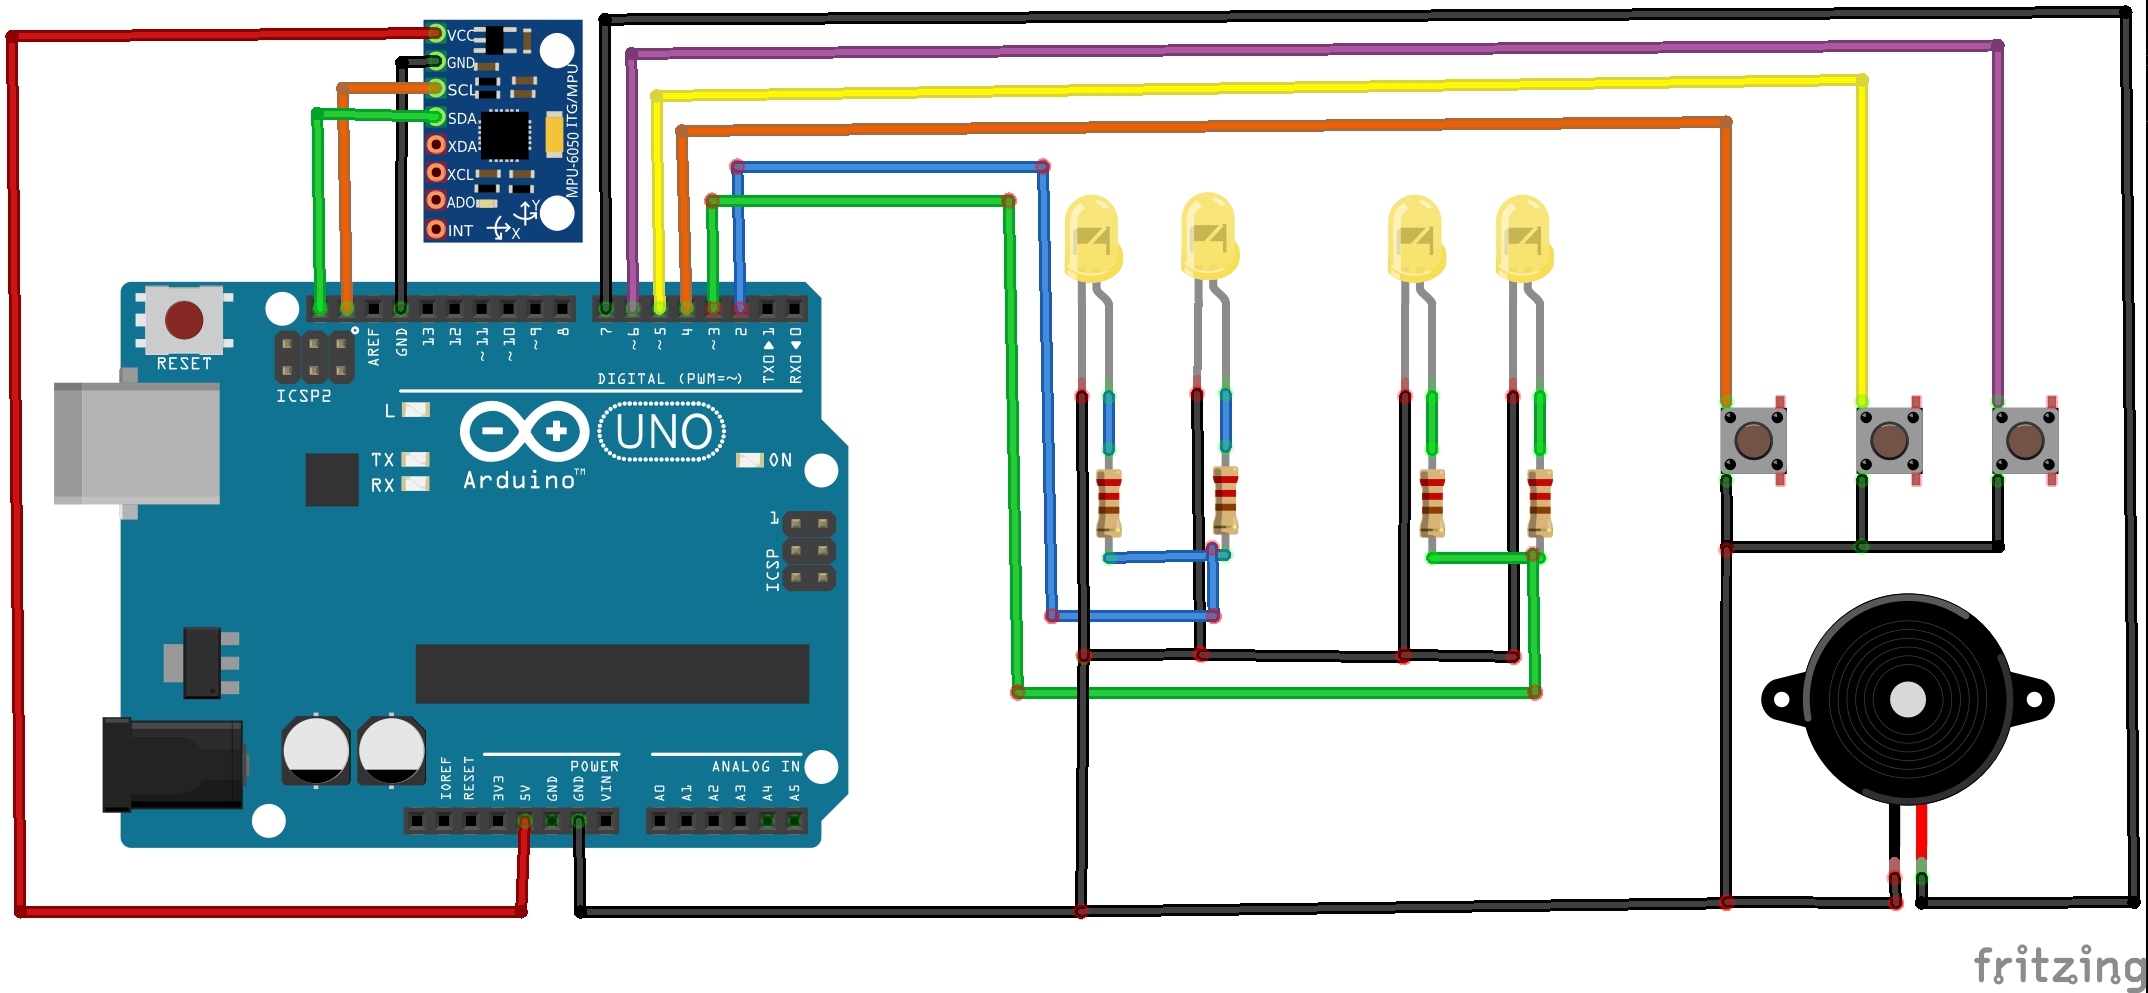 VCC
GND
SCL
SDA
XDA
XCL
ADO
INT
MPU-6050
ITG/MPU
Y
X
RESET
ICSP2
AREF
GND
13
12
~11
~10
~9
8
7
~6
~5
4
~3
2
TX0 ▶ 1
RX0 ◀ 0
DIGITAL (PWM=~)
L
TX
RX
UNO
Arduino™
ON
1
ICSP
IOREF
RESET
3V3
5V
GND
GND
VIN
POWER
ANALOG IN
A0
A1
A2
A3
A4
A5
fritzing